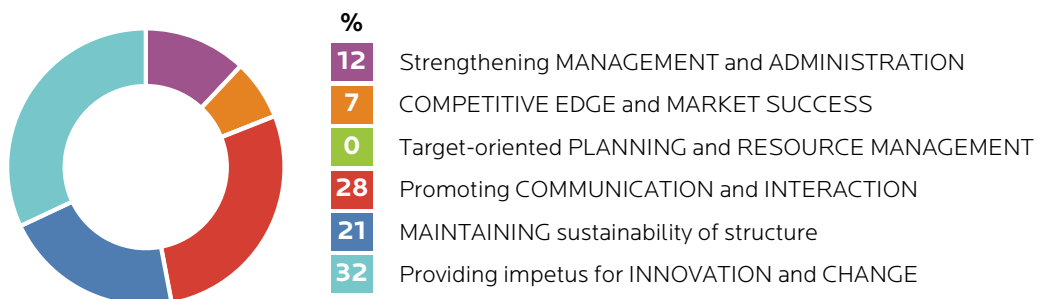 %
12 Strengthening MANAGEMENT and ADMINISTRATION
7 COMPETITIVE EDGE and MARKET SUCCESS
0 Target-oriented PLANNING and RESOURCE MANAGEMENT
28 Promoting COMMUNICATION and INTERACTION
21 MAINTAINING sustainability of structure
32 Providing impetus for INNOVATION and CHANGE